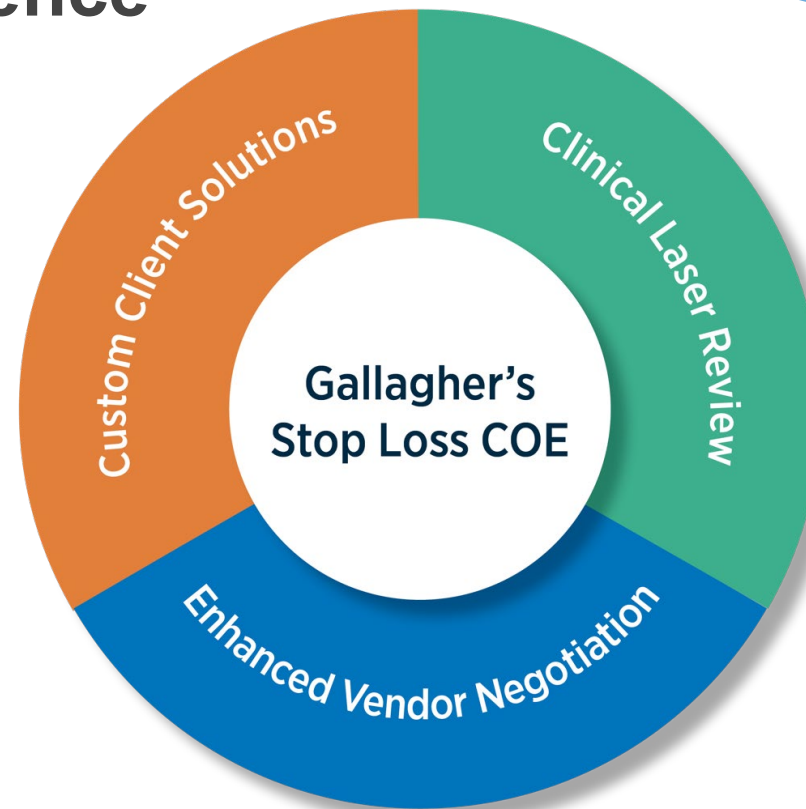 Custom Client Solutions
Clinical Laser Review
Gallagher’s
Stop Loss COE
Enhanced Vendor Negotiation